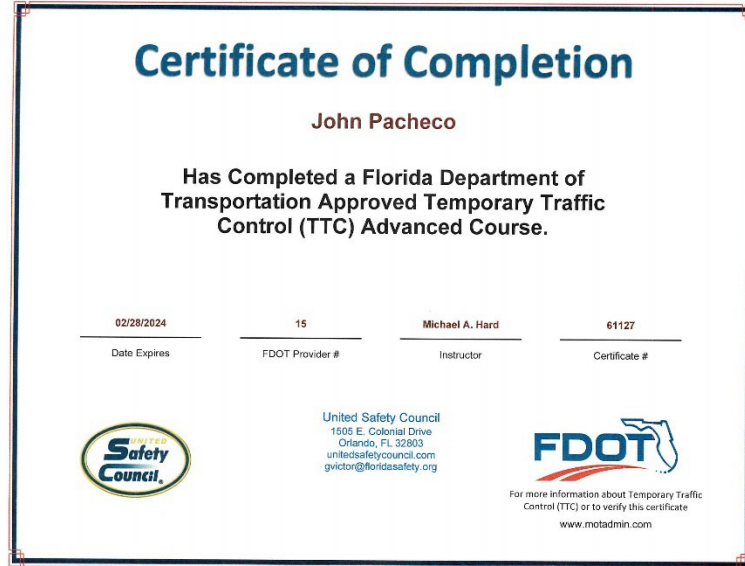 Certificate of Completion
John Pacheco
Has Completed a Florida Department of
Transportation Approved Temporary Traffic
Control (TTC) Advanced Course.
02/28/2024
15
Michael A. Hard
61127
Date Expires
FDOT Provider #
Instructor
Certificate #
UNITED
Safety
Council®
United Safety Council
1505 E. Colonial Drive
Orlando, FL 32803
unitedsafetycouncil.com
gvictor@floridasafety.org
FDOT
For more information about Temporary Traffic
Control (TTC) or to verify this certificate
www.motadmin.com